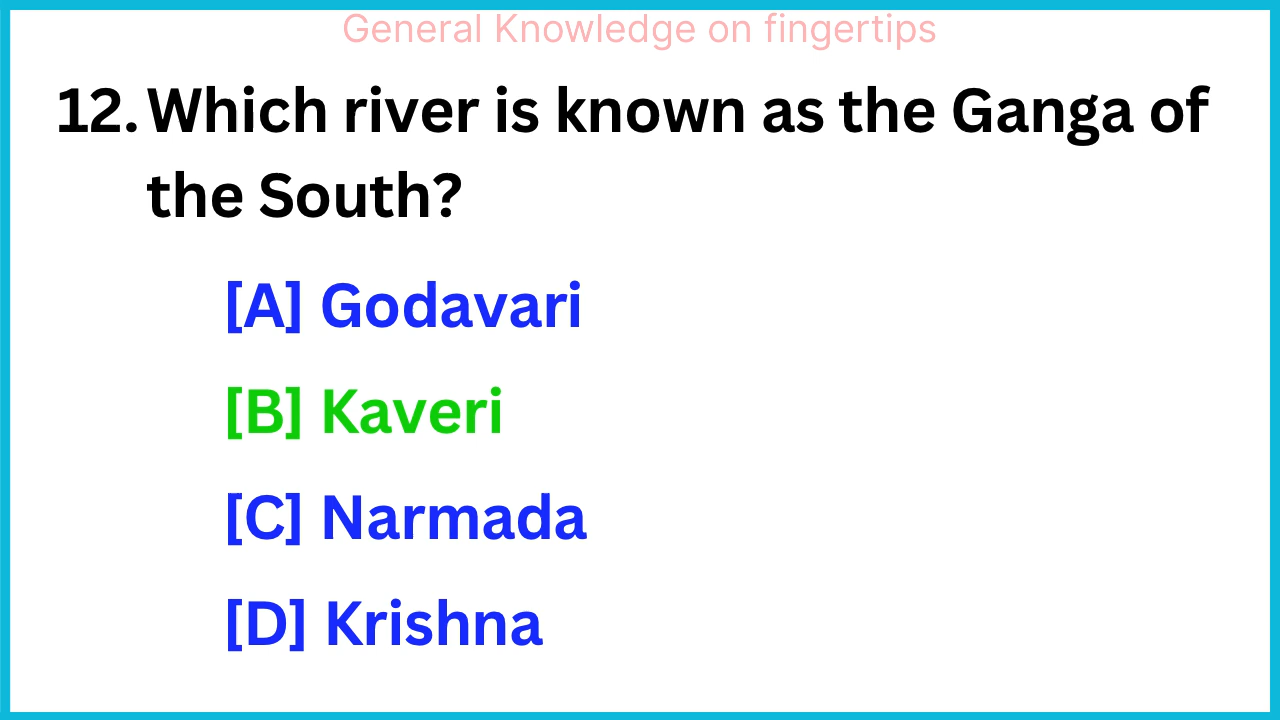 General Knowledge on fingertips
12. Which river is known as the Ganga of
the South?
[A] Godavari
[B] Kaveri
[C] Narmada
[D] Krishna